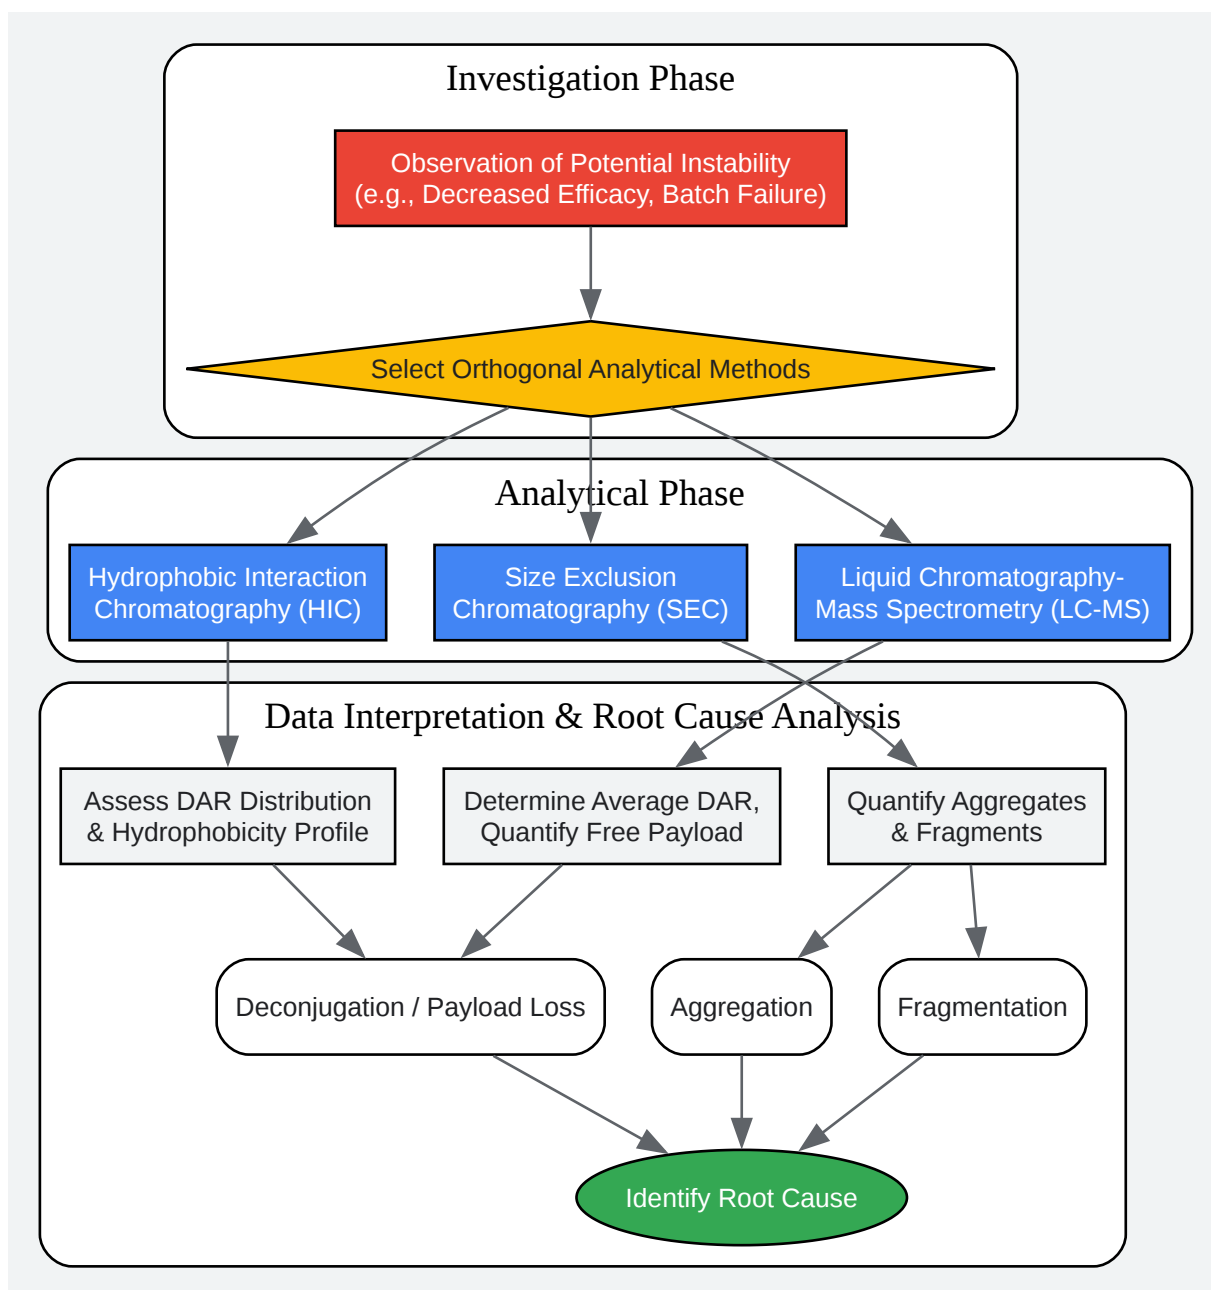 Investigation Phase
Observation of Potential Instability
(e.g., Decreased Efficacy, Batch Failure)
Select Orthogonal Analytical Methods
Analytical Phase
Hydrophobic Interaction
Chromatography (HIC)
Size Exclusion
Chromatography (SEC)
Liquid Chromatography-
Mass Spectrometry (LC-MS)
Data Interpretation & Root Cause Analysis
Assess DAR Distribution
& Hydrophobicity Profile
Determine Average DAR,
Quantify Free Payload
Quantify Aggregates
& Fragments
Deconjugation / Payload Loss
Aggregation
Fragmentation
Identify Root Cause